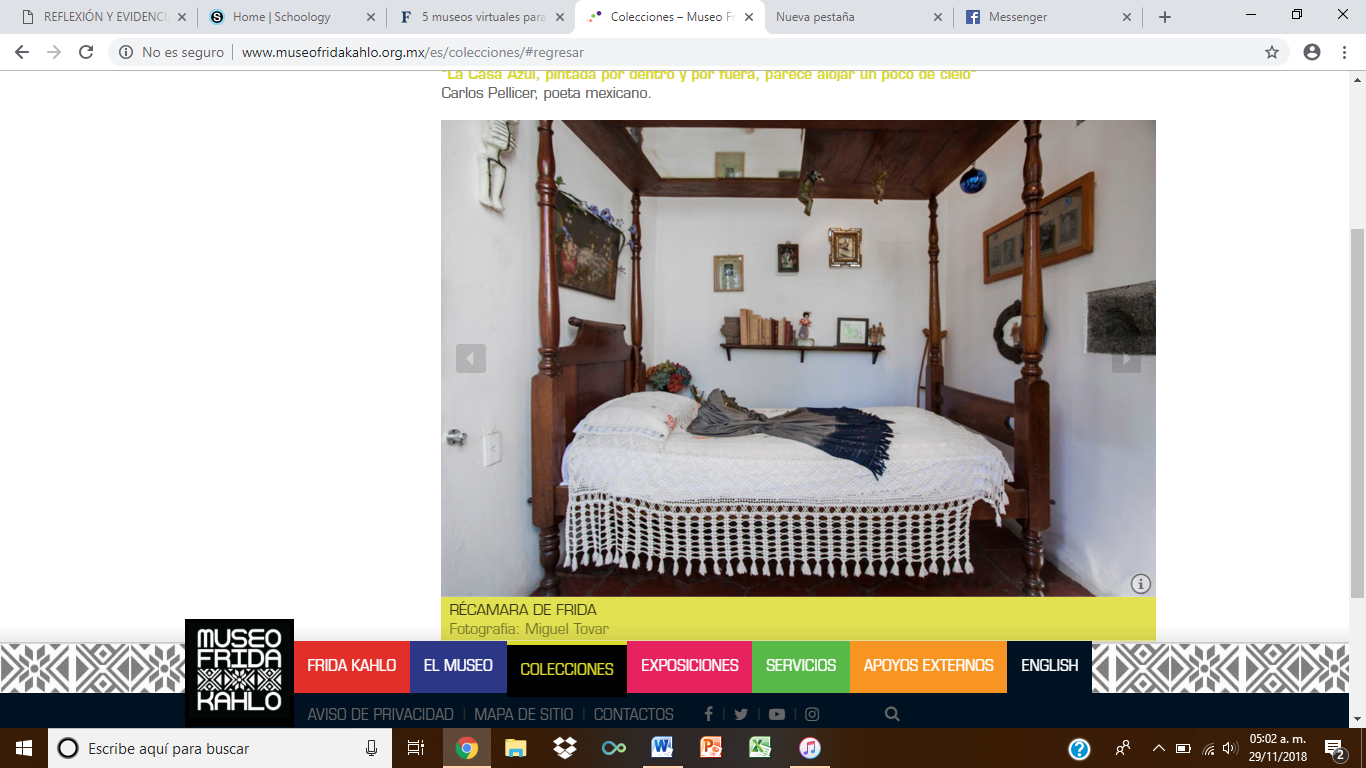 REFLEXIÓN Y EVIDENCI
Home | Schoology
5 museos virtuales para
Colecciones – Museo Fr
Nueva pestaña
Messenger
No es seguro | www.museofridakahlo.org.mx/es/colecciones/#regresar
"La Casa Azul, pintada por dentro y por fuera, parece alojar un poco de cielo"
Carlos Pellicer, poeta mexicano.
RÉCAMARA DE FRIDA
Fotografía: Miguel Tovar
MUSEO
FRIDA
KAHLO
FRIDA KAHLO
EL MUSEO
COLECCIONES
EXPOSICIONES
SERVICIOS
APOYOS EXTERNOS
ENGLISH
AVISO DE PRIVACIDAD | MAPA DE SITIO | CONTACTOS
Escribe aquí para buscar
05:02 a. m.
29/11/2018
2